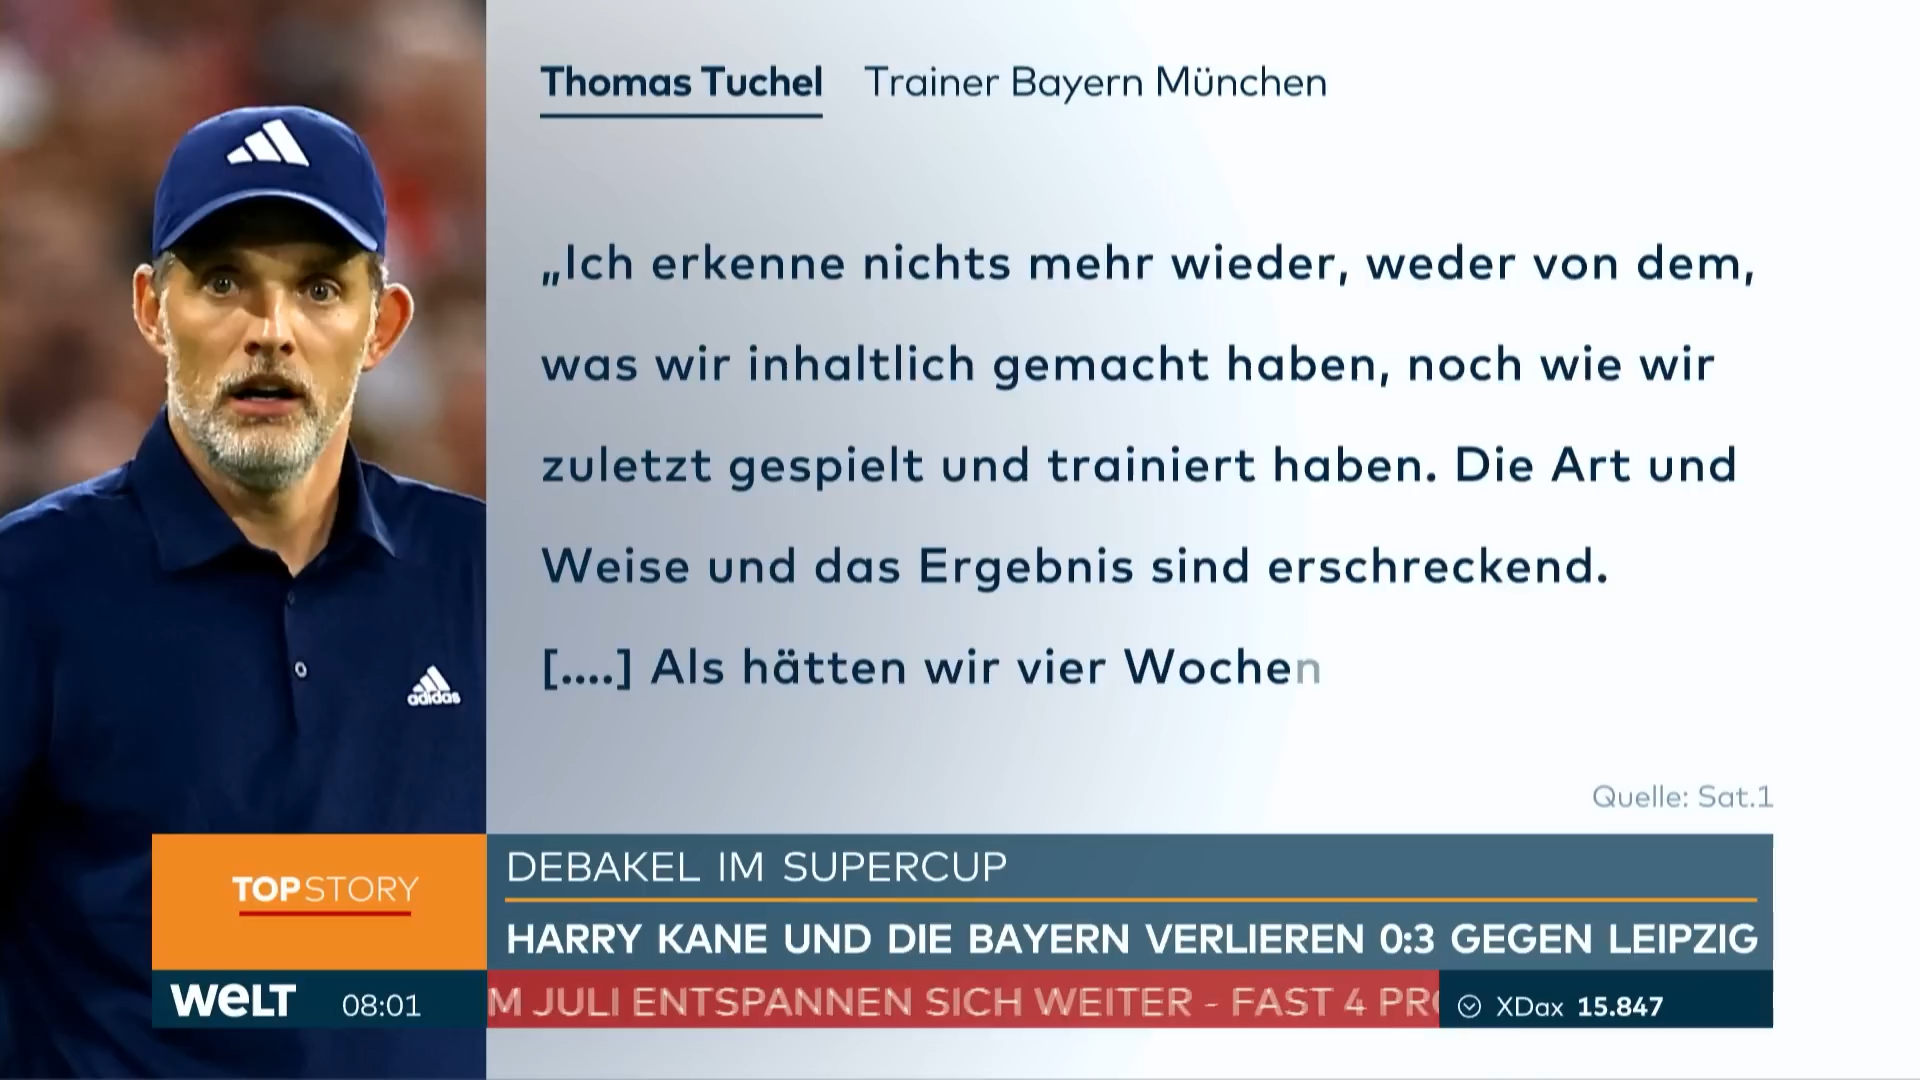 Thomas Tuchel Trainer Bayern München
„Ich erkenne nichts mehr wieder, weder von dem,
was wir inhaltlich gemacht haben, noch wie wir
zuletzt gespielt und trainiert haben. Die Art und
Weise und das Ergebnis sind erschreckend.
[....] Als hätten wir vier Wochen
adidas
Quelle: Sat.1
TOPSTORY
DEBAKEL IM SUPERCUP
HARRY KANE UND DIE BAYERN VERLIEREN 0:3 GEGEN LEIPZIG
WELT 08:01
M JULI ENTSPANNEN SICH WEITER - FAST 4 PRO
XDax 15.847